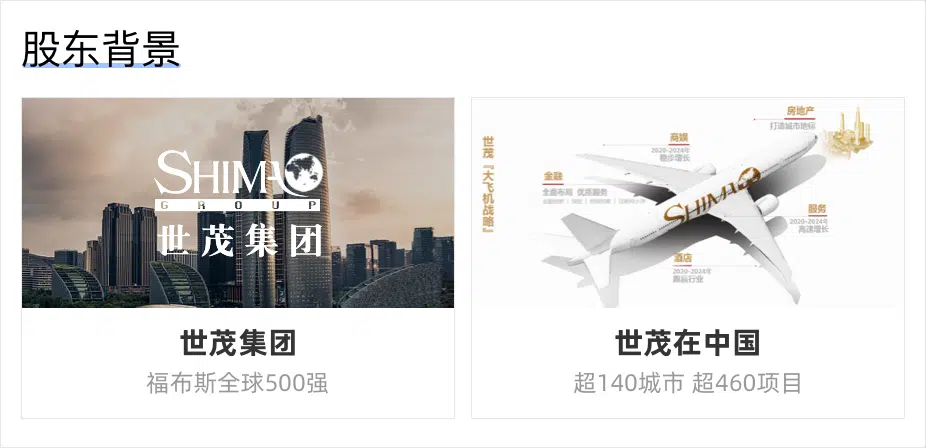 股东背景
SHIMAO
GROUP
世茂集团
世茂集团
福布斯全球500强
世茂『大飞机战略』
房地产
打造城市地标
商娱
2020-2024年
稳步增长
金融
全面布局 优质服务
SHIMAO
服务
2020-2024年
高速增长
酒店
2020-2024年
世茂在中国
超140城市 超460项目